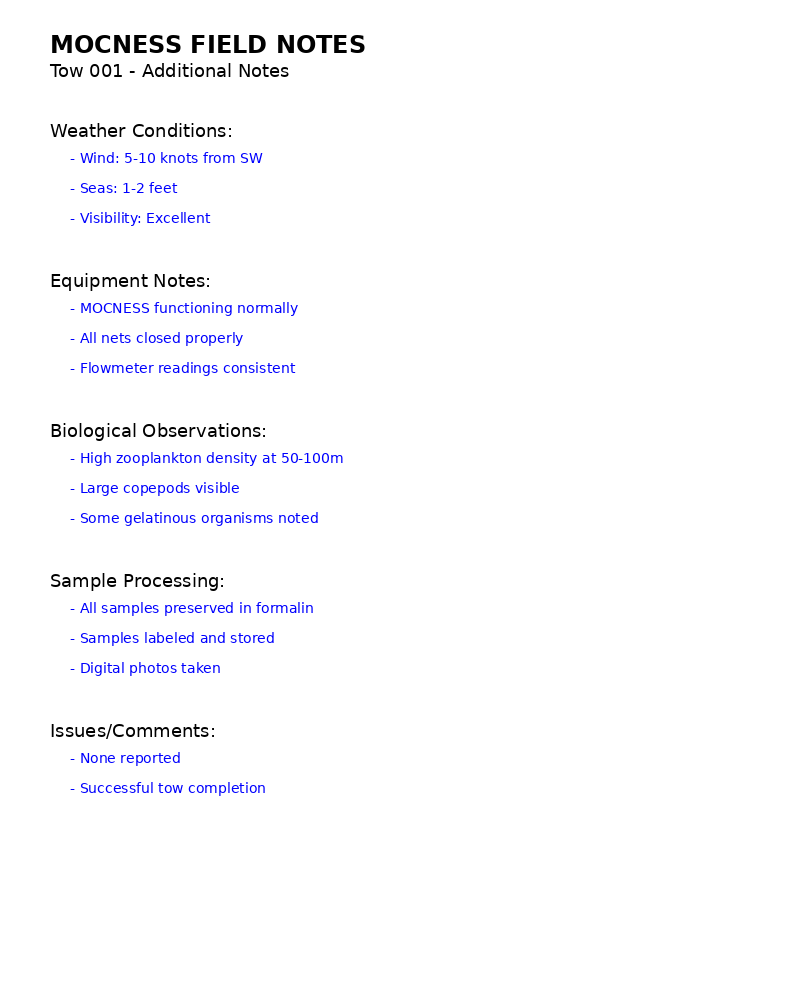 MOCNESS FIELD NOTES
Tow 001 - Additional Notes
Weather Conditions:
- Wind: 5-10 knots from SW
- Seas: 1-2 feet
- Visibility: Excellent
Equipment Notes:
- MOCNESS functioning normally
- All nets closed properly
- Flowmeter readings consistent
Biological Observations:
- High zooplankton density at 50-100m
- Large copepods visible
- Some gelatinous organisms noted
Sample Processing:
- All samples preserved in formalin
- Samples labeled and stored
- Digital photos taken
Issues/Comments:
- None reported
- Successful tow completion